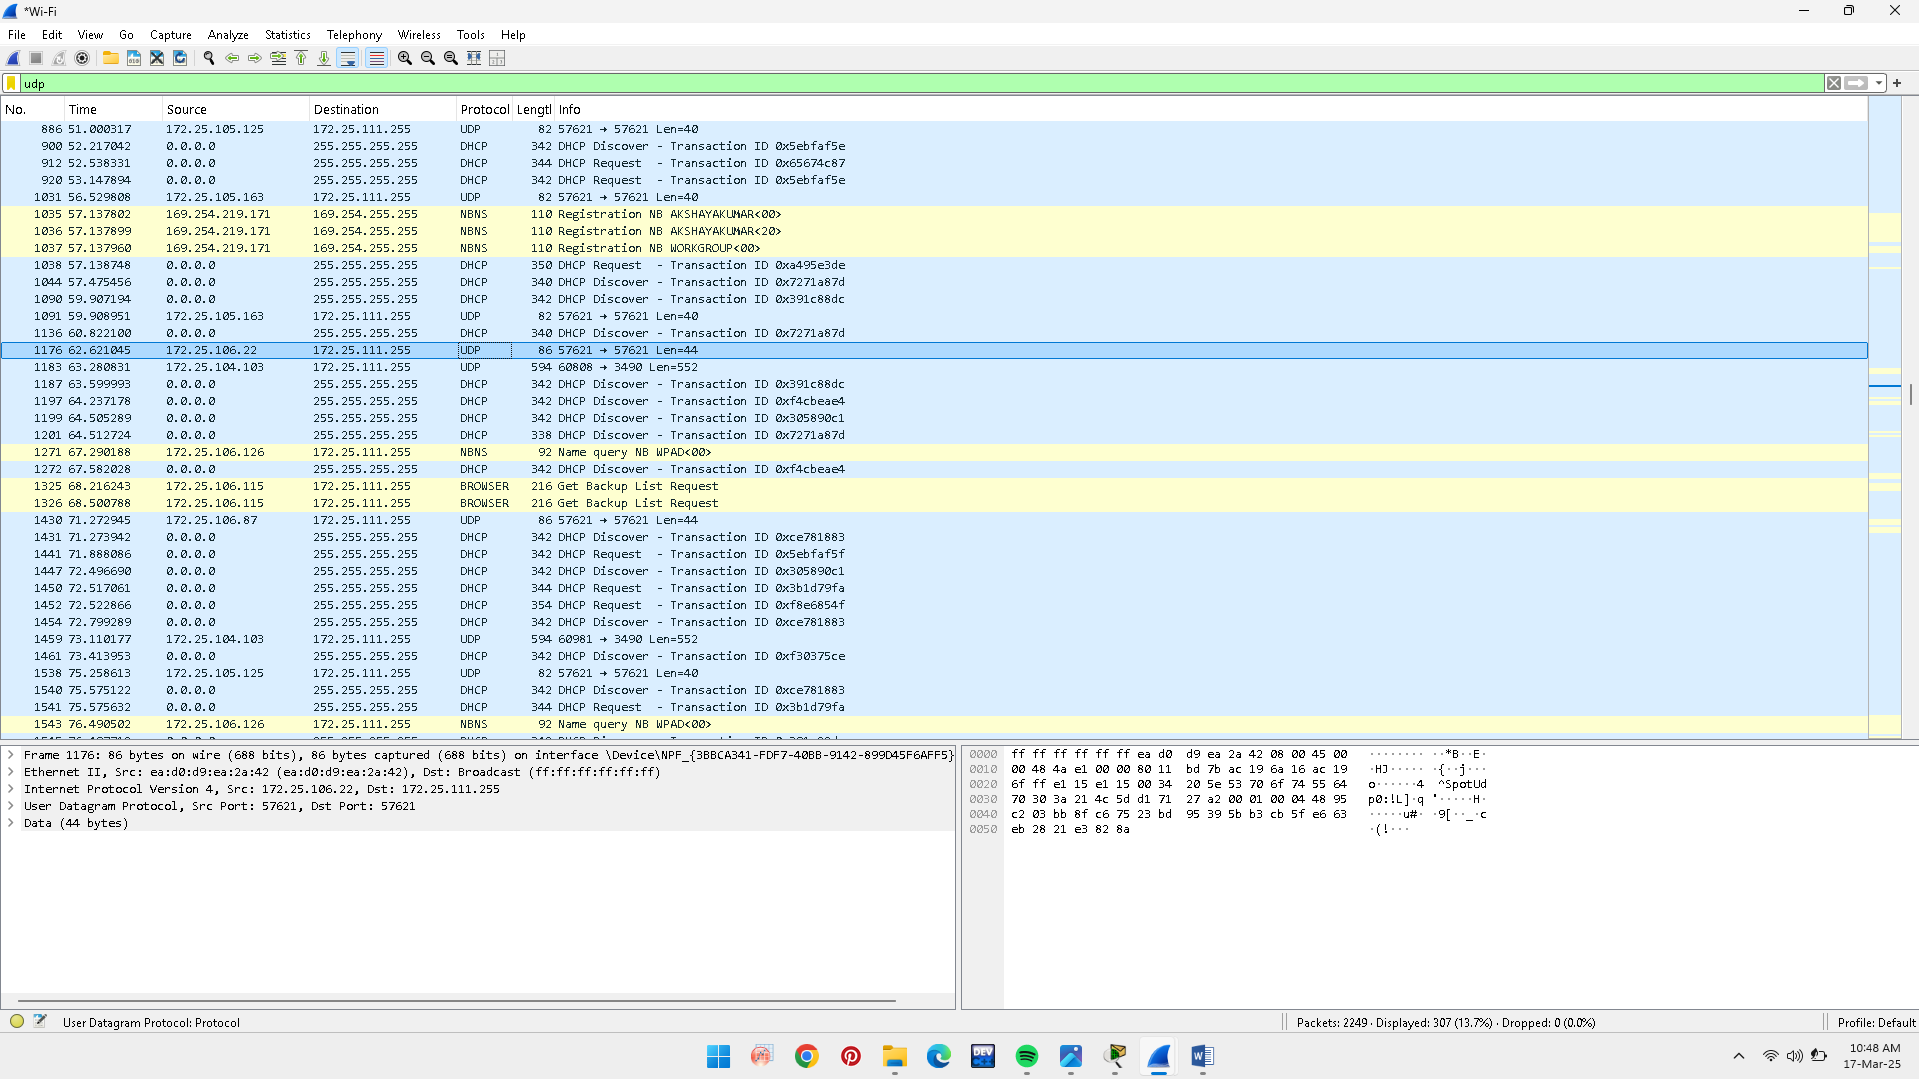 *Wi-Fi
File Edit View Go Capture Analyze Statistics Telephony Wireless Tools Help
udp
No. Time Source Destination Protocol Lengtl Info
886 51.000317 172.25.105.125 172.25.111.255 UDP 82 57621 → 57621 Len=40
900 52.217042 0.0.0.0 255.255.255.255 DHCP 342 DHCP Discover - Transaction ID 0x5ebfaf5e
912 52.538331 0.0.0.0 255.255.255.255 DHCP 344 DHCP Request - Transaction ID 0x65674c87
920 53.147894 0.0.0.0 255.255.255.255 DHCP 342 DHCP Request - Transaction ID 0x5ebfaf5e
1031 56.529808 172.25.105.163 172.25.111.255 UDP 82 57621 → 57621 Len=40
1035 57.137802 169.254.219.171 169.254.255.255 NBNS 110 Registration NB AKSHAYAKUMAR<00>
1036 57.137899 169.254.219.171 169.254.255.255 NBNS 110 Registration NB AKSHAYAKUMAR<20>
1037 57.137960 169.254.219.171 169.254.255.255 NBNS 110 Registration NB WORKGROUP<00>
1038 57.138748 0.0.0.0 255.255.255.255 DHCP 350 DHCP Request - Transaction ID 0xa495e3de
1044 57.475456 0.0.0.0 255.255.255.255 DHCP 340 DHCP Discover - Transaction ID 0x7271a87d
1090 59.907194 0.0.0.0 255.255.255.255 DHCP 342 DHCP Discover - Transaction ID 0x391c88dc
1091 59.908951 172.25.105.163 172.25.111.255 UDP 82 57621 → 57621 Len=40
1136 60.822100 0.0.0.0 255.255.255.255 DHCP 340 DHCP Discover - Transaction ID 0x7271a87d
1176 62.621045 172.25.106.22 172.25.111.255 UDP 86 57621 → 57621 Len=44
1183 63.280831 172.25.104.103 172.25.111.255 UDP 594 60808 → 3490 Len=552
1187 63.599993 0.0.0.0 255.255.255.255 DHCP 342 DHCP Discover - Transaction ID 0x391c88dc
1197 64.237178 0.0.0.0 255.255.255.255 DHCP 342 DHCP Discover - Transaction ID 0xf4cbeae4
1199 64.505289 0.0.0.0 255.255.255.255 DHCP 342 DHCP Discover - Transaction ID 0x305890c1
1201 64.512724 0.0.0.0 255.255.255.255 DHCP 338 DHCP Discover - Transaction ID 0x7271a87d
1271 67.290188 172.25.106.126 172.25.111.255 NBNS 92 Name query NB WPAD<00>
1272 67.582028 0.0.0.0 255.255.255.255 DHCP 342 DHCP Discover - Transaction ID 0xf4cbeae4
1325 68.216243 172.25.106.115 172.25.111.255 BROWSER 216 Get Backup List Request
1326 68.500788 172.25.106.115 172.25.111.255 BROWSER 216 Get Backup List Request
1430 71.272945 172.25.106.87 172.25.111.255 UDP 86 57621 → 57621 Len=44
1431 71.273942 0.0.0.0 255.255.255.255 DHCP 342 DHCP Discover - Transaction ID 0xce781883
1441 71.888086 0.0.0.0 255.255.255.255 DHCP 342 DHCP Request - Transaction ID 0x5ebfaf5f
1447 72.496690 0.0.0.0 255.255.255.255 DHCP 342 DHCP Discover - Transaction ID 0x305890c1
1450 72.517061 0.0.0.0 255.255.255.255 DHCP 344 DHCP Request - Transaction ID 0x3b1d79fa
1452 72.522866 0.0.0.0 255.255.255.255 DHCP 354 DHCP Request - Transaction ID 0xf8e6854f
1454 72.799289 0.0.0.0 255.255.255.255 DHCP 342 DHCP Discover - Transaction ID 0xce781883
1459 73.110177 172.25.104.103 172.25.111.255 UDP 594 60981 → 3490 Len=552
1461 73.413953 0.0.0.0 255.255.255.255 DHCP 342 DHCP Discover - Transaction ID 0xf30375ce
1538 75.258613 172.25.105.125 172.25.111.255 UDP 82 57621 → 57621 Len=40
1540 75.575122 0.0.0.0 255.255.255.255 DHCP 342 DHCP Discover - Transaction ID 0xce781883
1541 75.575632 0.0.0.0 255.255.255.255 DHCP 344 DHCP Request - Transaction ID 0x3b1d79fa
1543 76.490502 172.25.106.126 172.25.111.255 NBNS 92 Name query NB WPAD<00>
Frame 1176: 86 bytes on wire (688 bits), 86 bytes captured (688 bits) on interface \Device\NPF_{3BBCA341-FDF7-40BB-9142-899D45F6AFF5}
Ethernet II, Src: ea:d0:d9:ea:2a:42 (ea:d0:d9:ea:2a:42), Dst: Broadcast (ff:ff:ff:ff:ff:ff)
Internet Protocol Version 4, Src: 172.25.106.22, Dst: 172.25.111.255
User Datagram Protocol, Src Port: 57621, Dst Port: 57621
Data (44 bytes)
0000 ff ff ff ff ff ff ea d0 d9 ea 2a 42 08 00 45 00 ········ ··*B··E·
0010 00 48 4a e1 00 00 80 11 bd 7b ac 19 6a 16 ac 19 ·HJ····· ·{··j···
0020 6f ff e1 15 e1 15 00 34 20 5e 53 70 6f 74 55 64 o······4 ^SpotUd
0030 70 30 3a 21 4c 5d d1 71 27 a2 00 01 00 04 48 95 p0:!L]·q '·····H·
0040 c2 03 bb 8f c6 75 23 bd 95 39 5b b3 cb 5f e6 63 ·····u#· ·9[··_·c
0050 eb 28 21 e3 82 8a ·(!···
User Datagram Protocol: Protocol
Packets: 2249 · Displayed: 307 (13.7%) · Dropped: 0 (0.0%)
Profile: Default
DEV
W
10:48 AM
17-Mar-25